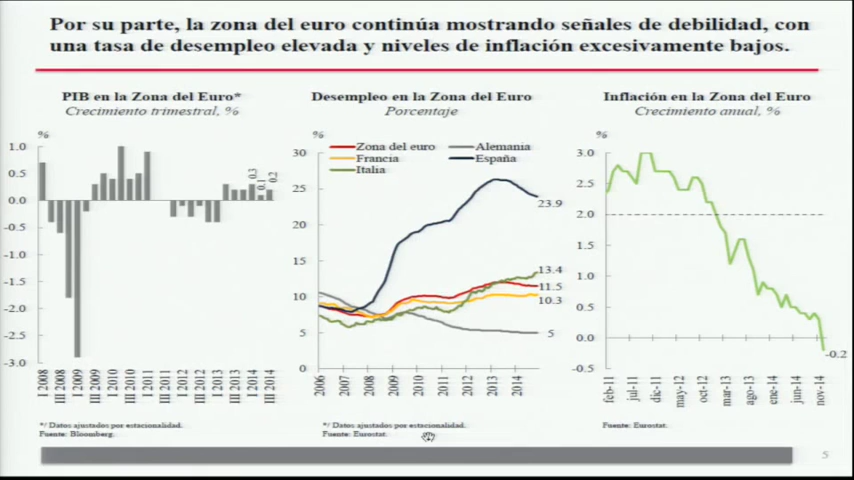 Por su parte, la zona del euro continúa mostrando señales de debilidad, con
una tasa de desempleo elevada y niveles de inflación excesivamente bajos.
PIB en la Zona del Euro*
Crecimiento trimestral, %
%
1.0
0.5
0.0
-0.5
-1.0
-1.5
-2.0
-2.5
-3.0
0.3
0.1
0.2
I 2008
III 2008
I 2009
III 2009
I 2010
III 2010
I 2011
III 2011
I 2012
III 2012
I 2013
III 2013
I 2014
III 2014
*/ Datos ajustados por estacionalidad.
Fuente: Bloomberg.
Desempleo en la Zona del Euro
Porcentaje
%
Zona del euro
Alemania
Francia
España
Italia
30
25
20
15
10
5
0
23.9
13.4
11.5
10.3
5
2006
2007
2008
2009
2010
2011
2012
2013
2014
*/ Datos ajustados por estacionalidad.
Fuente: Eurostat.
Inflación en la Zona del Euro
Crecimiento anual, %
%
3.0
2.5
2.0
1.5
1.0
0.5
0.0
-0.5
-0.2
feb-11
jul-11
dic-11
may-12
oct-12
mar-13
ago-13
ene-14
jun-14
nov-14
Fuente: Eurostat.
5